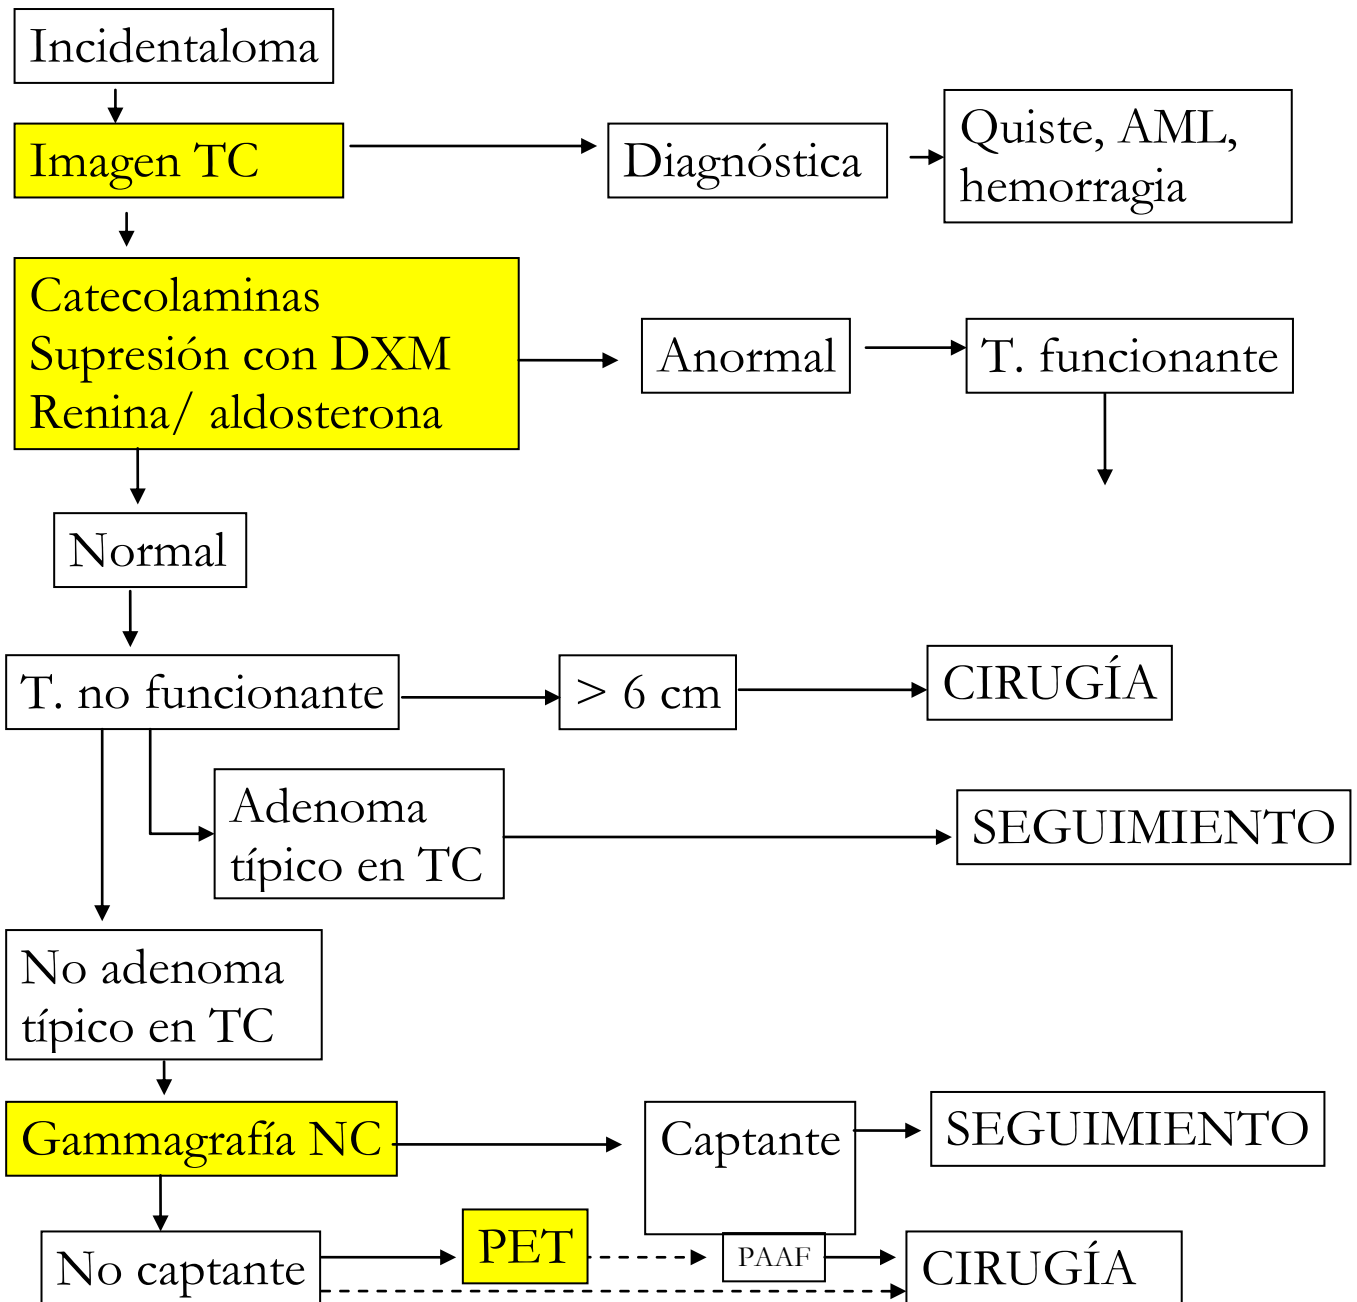 Incidentaloma
Imagen TC
Diagnóstica
Quiste, AML,
hemorragia
Catecolaminas
Supresión con DXM
Renina/ aldosterona
Anormal
T. funcionante
Normal
T. no funcionante
> 6 cm
CIRUGÍA
Adenoma
típico en TC
SEGUIMIENTO
No adenoma
típico en TC
Gammagrafía NC
Captante
SEGUIMIENTO
No captante
PET
PAAF
CIRUGÍA